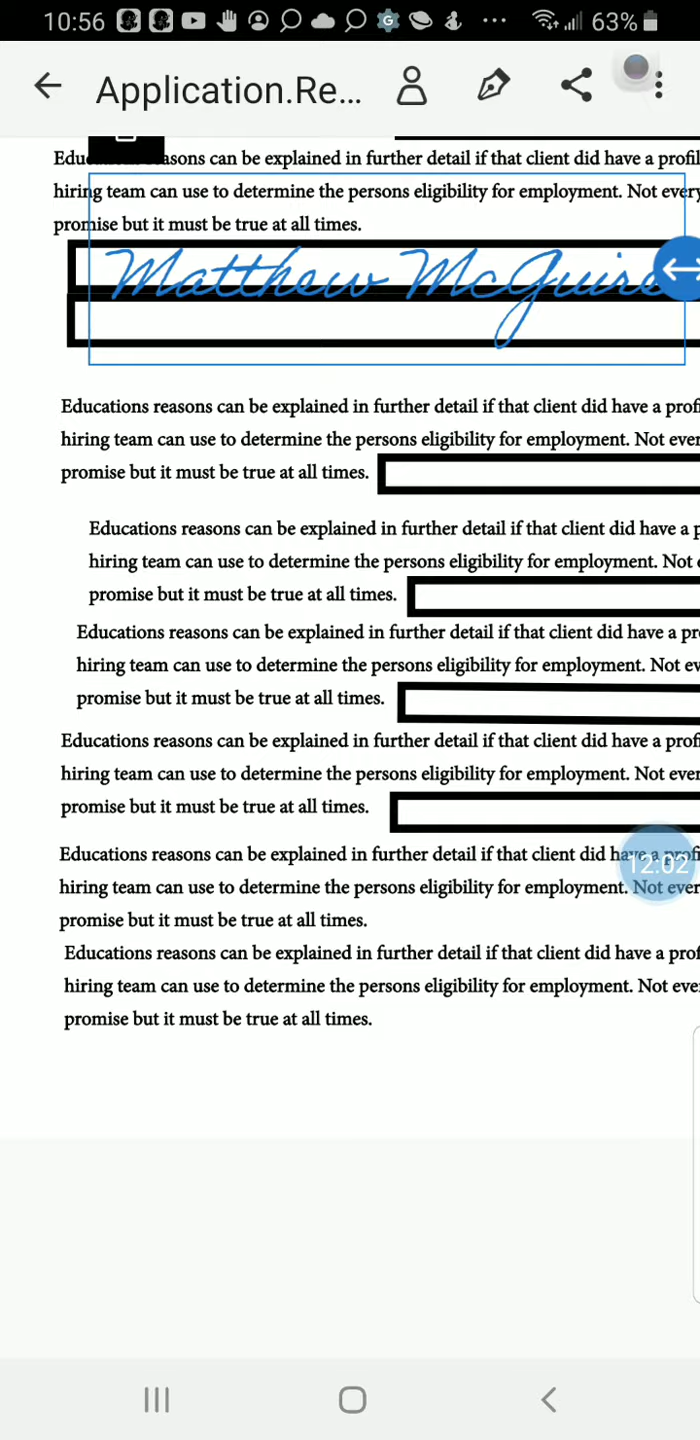 10:56
63%
Application.Re...
Edu asons can be explained in further detail if that client did have a profil
hiring team can use to determine the persons eligibility for employment. Not every
promise but it must be true at all times.
Matthew McGuire
Educations reasons can be explained in further detail if that client did have a profi
hiring team can use to determine the persons eligibility for employment. Not ever
promise but it must be true at all times.
Educations reasons can be explained in further detail if that client did have a p
hiring team can use to determine the persons eligibility for employment. Not
promise but it must be true at all times.
Educations reasons can be explained in further detail if that client did have a pr
hiring team can use to determine the persons eligibility for employment. Not ev
promise but it must be true at all times.
Educations reasons can be explained in further detail if that client did have a profi
hiring team can use to determine the persons eligibility for employment. Not ever
promise but it must be true at all times.
Educations reasons can be explained in further detail if that client did have a profi
12:02
hiring team can use to determine the persons eligibility for employment. Not ever
promise but it must be true at all times.
Educations reasons can be explained in further detail if that client did have a prof
hiring team can use to determine the persons eligibility for employment. Not eve
promise but it must be true at all times.